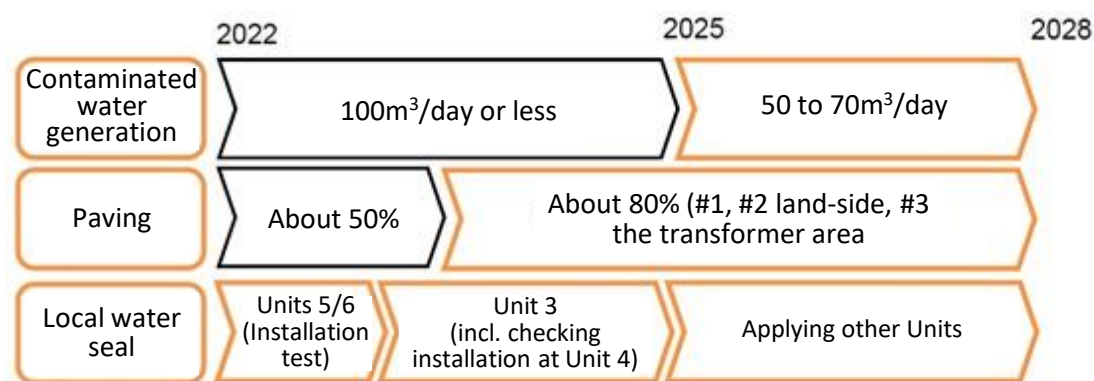 2022
2025
2028
Contaminated
water
generation
100m³/day or less
50 to 70m³/day
Paving
About 50%
About 80% (#1, #2 land-side, #3
the transformer area
Local water
seal
Units 5/6
(Installation
test)
Unit 3
(incl. checking
installation at Unit 4)
Applying other Units